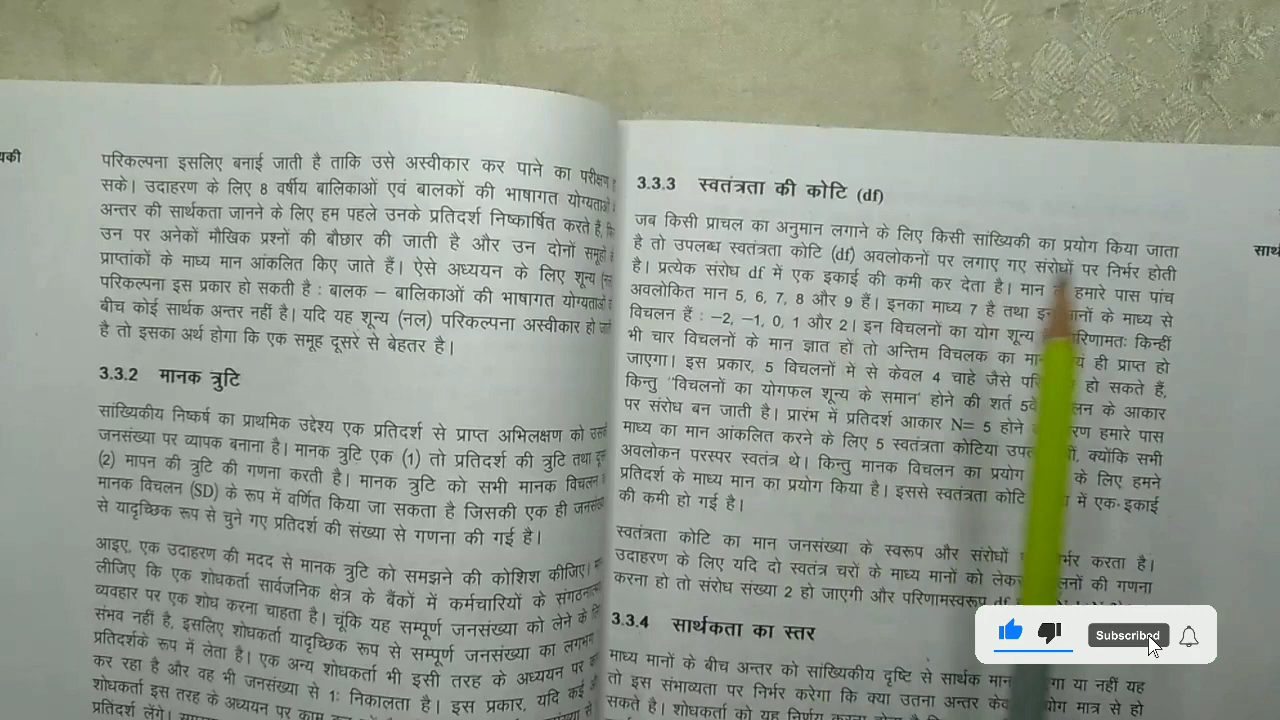 यकी
परिकल्पना इसलिए बनाई जाती है ताकि उसे अस्वीकार कर पाने का परीक्षण
सके। उदाहरण के लिए 8 वर्षीय बालिकाओं एवं बालकों की भाषागत योग्यताओं
अन्तर की सार्थकता जानने के लिए हम पहले उनके प्रतिदर्श निष्कार्षित करते हैं,
उन पर अनेकों मौखिक प्रश्नों की बौछार की जाती है और उन दोनों समूहों
प्राप्तांकों के माध्य मान आंकलित किए जाते हैं। ऐसे अध्ययन के लिए शून्य
परिकल्पना इस प्रकार हो सकती है : बालक – बालिकाओं की भाषागत योग्यताओं
बीच कोई सार्थक अन्तर नहीं है। यदि यह शून्य (नल) परिकल्पना अस्वीकार हो
है तो इसका अर्थ होगा कि एक समूह दूसरे से बेहतर है।
3.3.2 मानक त्रुटि
सांख्यिकीय निष्कर्ष का प्राथमिक उद्देश्य एक प्रतिदर्श से प्राप्त अभिलक्षण को
जनसंख्या पर व्यापक बनाना है। मानक त्रुटि एक (1) तो प्रतिदर्श की त्रुटि तथा
(2) मापन की त्रुटि की गणना करती है। मानक त्रुटि को सभी मानक विचलन
मानक विचलन (SD) के रूप में वर्णित किया जा सकता है जिसकी एक ही
से यादृच्छिक रूप से चुने गए प्रतिदर्श की संख्या से गणना की गई है।
आइए, एक उदाहरण की मदद से मानक त्रुटि को समझने की कोशिश कीजिए।
लीजिए कि एक शोधकर्ता सार्वजनिक क्षेत्र के बैंकों में कर्मचारियों के
व्यवहार पर एक शोध करना चाहता है। चूंकि यह सम्पूर्ण जनसंख्या को लेने के
संभव नहीं है, इसलिए शोधकर्ता यादृच्छिक रूप से सम्पूर्ण जनसंख्या का लगभग
प्रतिदर्शके रूप में लेता है। एक अन्य शोधकर्ता भी इसी तरह के अध्ययन पर
कर रहा है और वह भी जनसंख्या से 1: निकालता है। इस प्रकार, यदि कई
शोधकर्ता इस तरह के अध्ययन पर काम
प्रतिदर्श लेंगे।
3.3.3 स्वतंत्रता की कोटि (df)
जब किसी प्राचल का अनुमान लगाने के लिए किसी सांख्यिकी का प्रयोग किया जाता
है तो उपलब्ध स्वतंत्रता कोटि (df) अवलोकनों पर लगाए गए संरोधों पर निर्भर होती
है। प्रत्येक संरोध df में एक इकाई की कमी कर देता है। मान हमारे पास पांच
अवलोकित मान 5, 6, 7, 8 और 9 हैं। इनका माध्य 7 है तथा मानों के माध्य से
विचलन हैं : –2, –1, 0, 1 और 2। इन विचलनों का योग शून्य किन्हीं
भी चार विचलनों के मान ज्ञात हों तो अन्तिम विचलक का ही प्राप्त हो
जाएगा। इस प्रकार, 5 विचलनों में से केवल 4 चाहे जैसे हो सकते हैं,
किन्तु 'विचलनों का योगफल शून्य के समान' होने की शर्त के आकार
पर संरोध बन जाती है। प्रारंभ में प्रतिदर्श आकार N= 5 होने हमारे पास
माध्य का मान आंकलित करने के लिए 5 स्वतंत्रता कोटिया क्योंकि सभी
अवलोकन परस्पर स्वतंत्र थे। किन्तु मानक विचलन का प्रयोग के लिए हमने
प्रतिदर्श के माध्य मान का प्रयोग किया है। इससे स्वतंत्रता कोटि में एक इकाई
की कमी हो गई है।
स्वतंत्रता कोटि का मान जनसंख्या के स्वरूप और संरोधों करता है।
उदाहरण के लिए यदि दो स्वतंत्र चरों के माध्य मानों को की गणना
करना हो तो संरोध संख्या 2 हो जाएगी और परिणामस्वरूप
3.3.4 सार्थकता का स्तर
माध्य मानों के बीच अन्तर को सांख्यिकीय दृष्टि से सार्थक या नहीं यह
तो इस संभाव्यता पर निर्भर करेगा कि क्या उतना अन्तर मात्र से हो
सकते है। शोधकर्ता को यह निर्णय
Subscribed